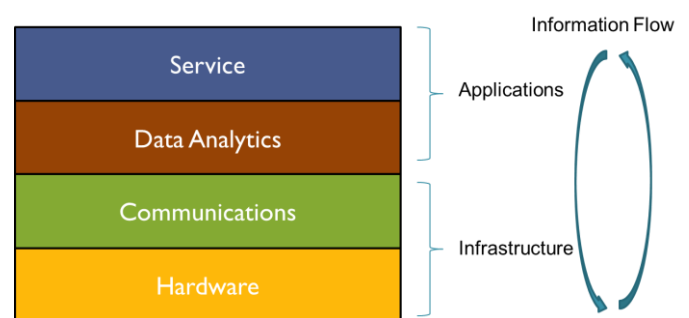 Information Flow
Service
Applications
Data Analytics
Communications
Infrastructure
Hardware